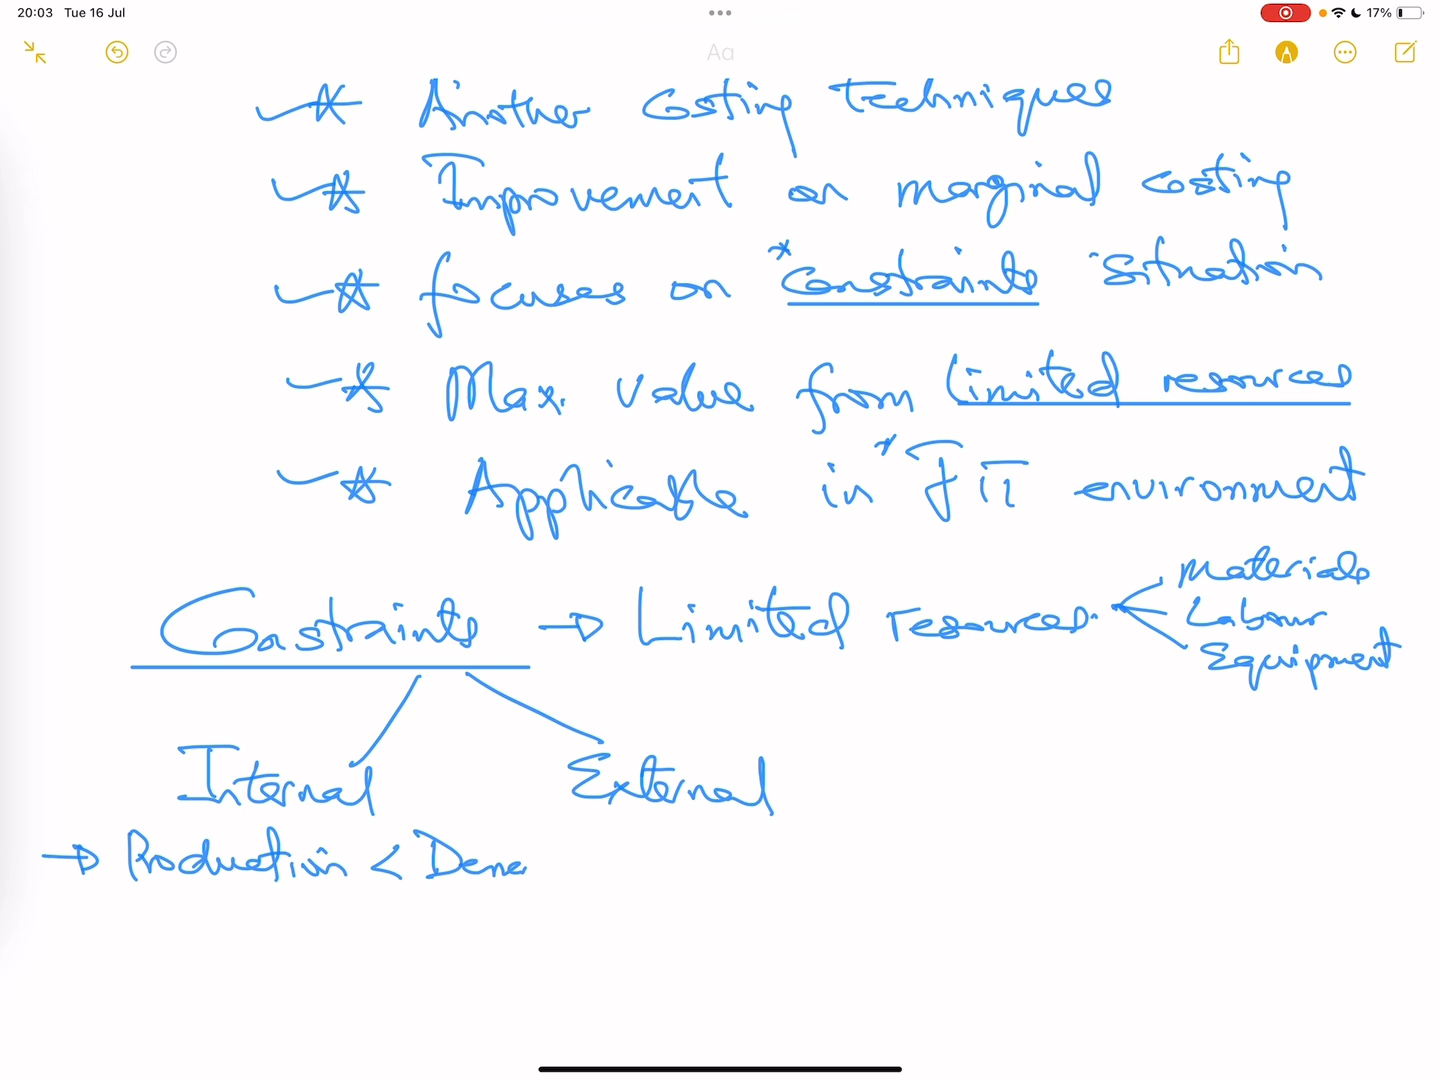 20:03 Tue 16 Jul
17%
Aa
* Another Costing Techniques
* Improvement on marginal costing
* focuses on *constraints situation
* Max. value from limited resources
* Applicable in *JIT environment
Constraints → Limited resources
Materials
Labour
Equipment
Internal External
→ Production < Dema